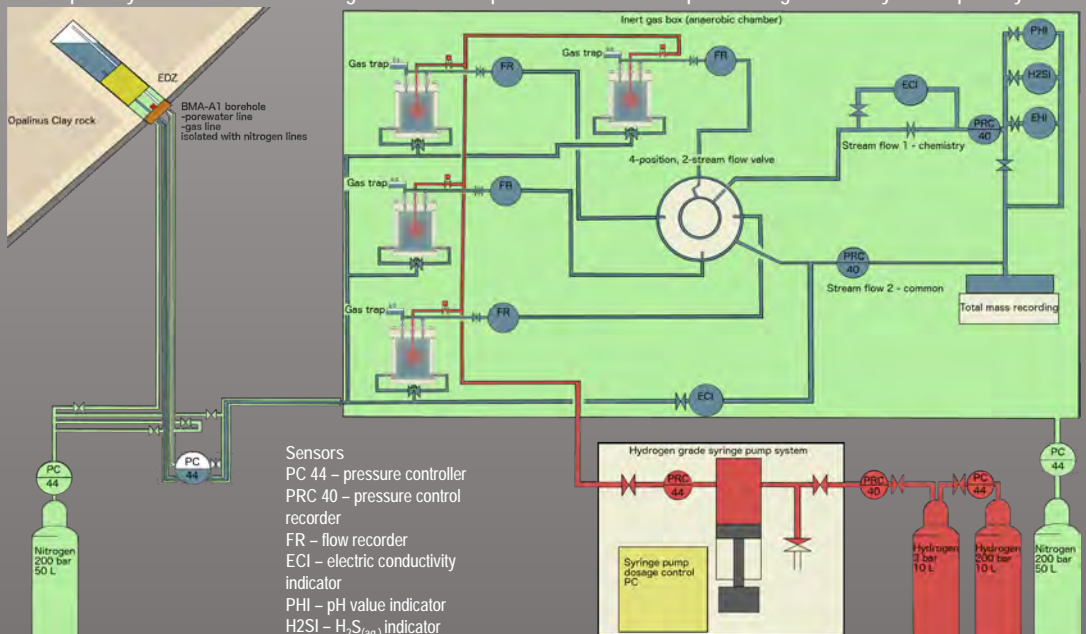 Inert gas box (anaerobic chamber)
EDZ
Opalinus Clay rock
BMA-A1 borehole
-porewater line
-gas line
isolated with nitrogen lines
Gas trap
FR
Gas trap
FR
Gas trap
FR
Gas trap
FR
4-position, 2-stream flow valve
ECI
PRC
40
PHI
H2SI
EHI
Stream flow 1 - chemistry
PRC
40
Stream flow 2 - common
Total mass recording
ECI
PC
44
PC
44
Nitrogen
200 bar
50 L
Sensors
PC 44 – pressure controller
PRC 40 – pressure control
recorder
FR – flow recorder
ECI – electric conductivity
indicator
PHI – pH value indicator
H2SI – H2S(aq.) indicator
Hydrogen grade syringe pump system
PRC
44
Syringe pump
dosage control
PC
PRC
40
PC
44
Hydrogen
bar
10 L
Hydrogen
200 bar
10 L
PC
44
Nitrogen
200 bar
50 L